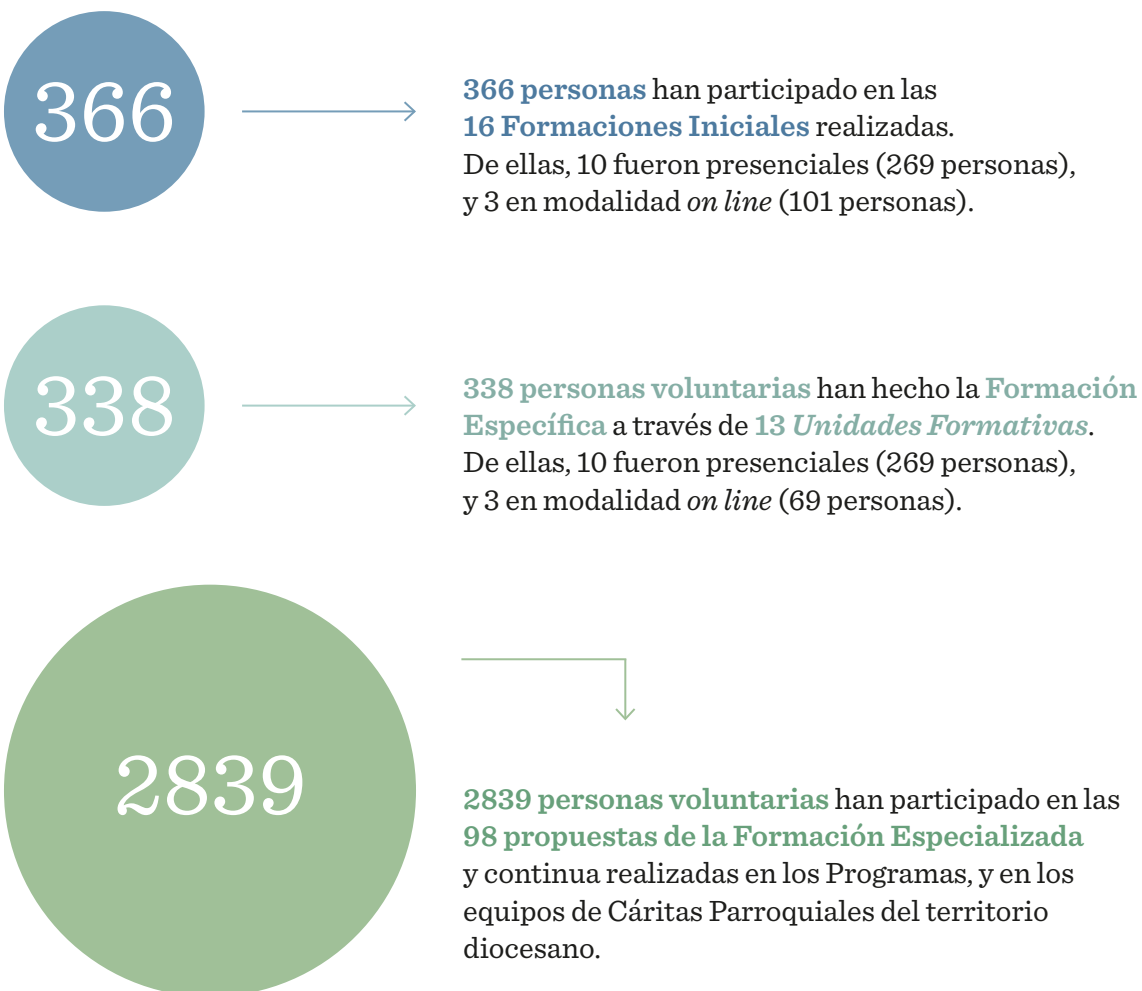 366
366 personas han participado en las
16 Formaciones Iniciales realizadas.
De ellas, 10 fueron presenciales (269 personas),
y 3 en modalidad on line (101 personas).
338
338 personas voluntarias han hecho la Formación
Específica a través de 13 Unidades Formativas.
De ellas, 10 fueron presenciales (269 personas),
y 3 en modalidad on line (69 personas).
2839
2839 personas voluntarias han participado en las
98 propuestas de la Formación Especializada
y continua realizadas en los Programas, y en los
equipos de Cáritas Parroquiales del territorio
diocesano.